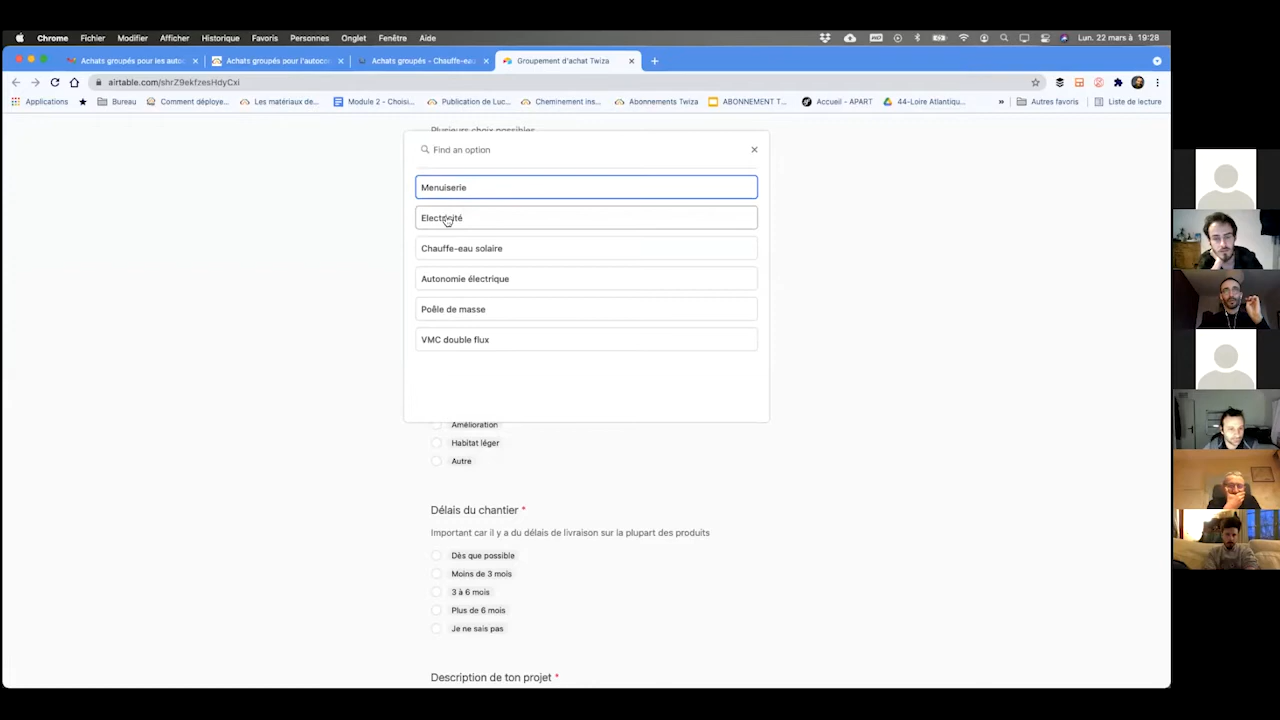 Chrome Fichier Modifier Afficher Historique Favoris Personnes Onglet Fenêtre Aide Lun. 22 mars à 19:28
Achats groupés pour les autoc Achats groupés pour l'autocon Achats groupés - Chauffe-eau Groupement d'achat Twiza
airtable.com/shrZ9ekfzesHdyCxi
Applications Bureau Comment déploye... Les matériaux de... Module 2 - Choisi... Publication de Luc... Cheminement ins... Abonnements Twiza ABONNEMENT T... Accueil - APART 44-Loire Atlantiqu... » Autres favoris Liste de lecture
Plusieurs choix possibles
Find an option
Menuiserie
Electricité
Chauffe-eau solaire
Autonomie électrique
Poêle de masse
VMC double flux
Amélioration
Habitat léger
Autre
Délais du chantier *
Important car il y a du délais de livraison sur la plupart des produits
Dès que possible
Moins de 3 mois
3 à 6 mois
Plus de 6 mois
Je ne sais pas
Description de ton projet *